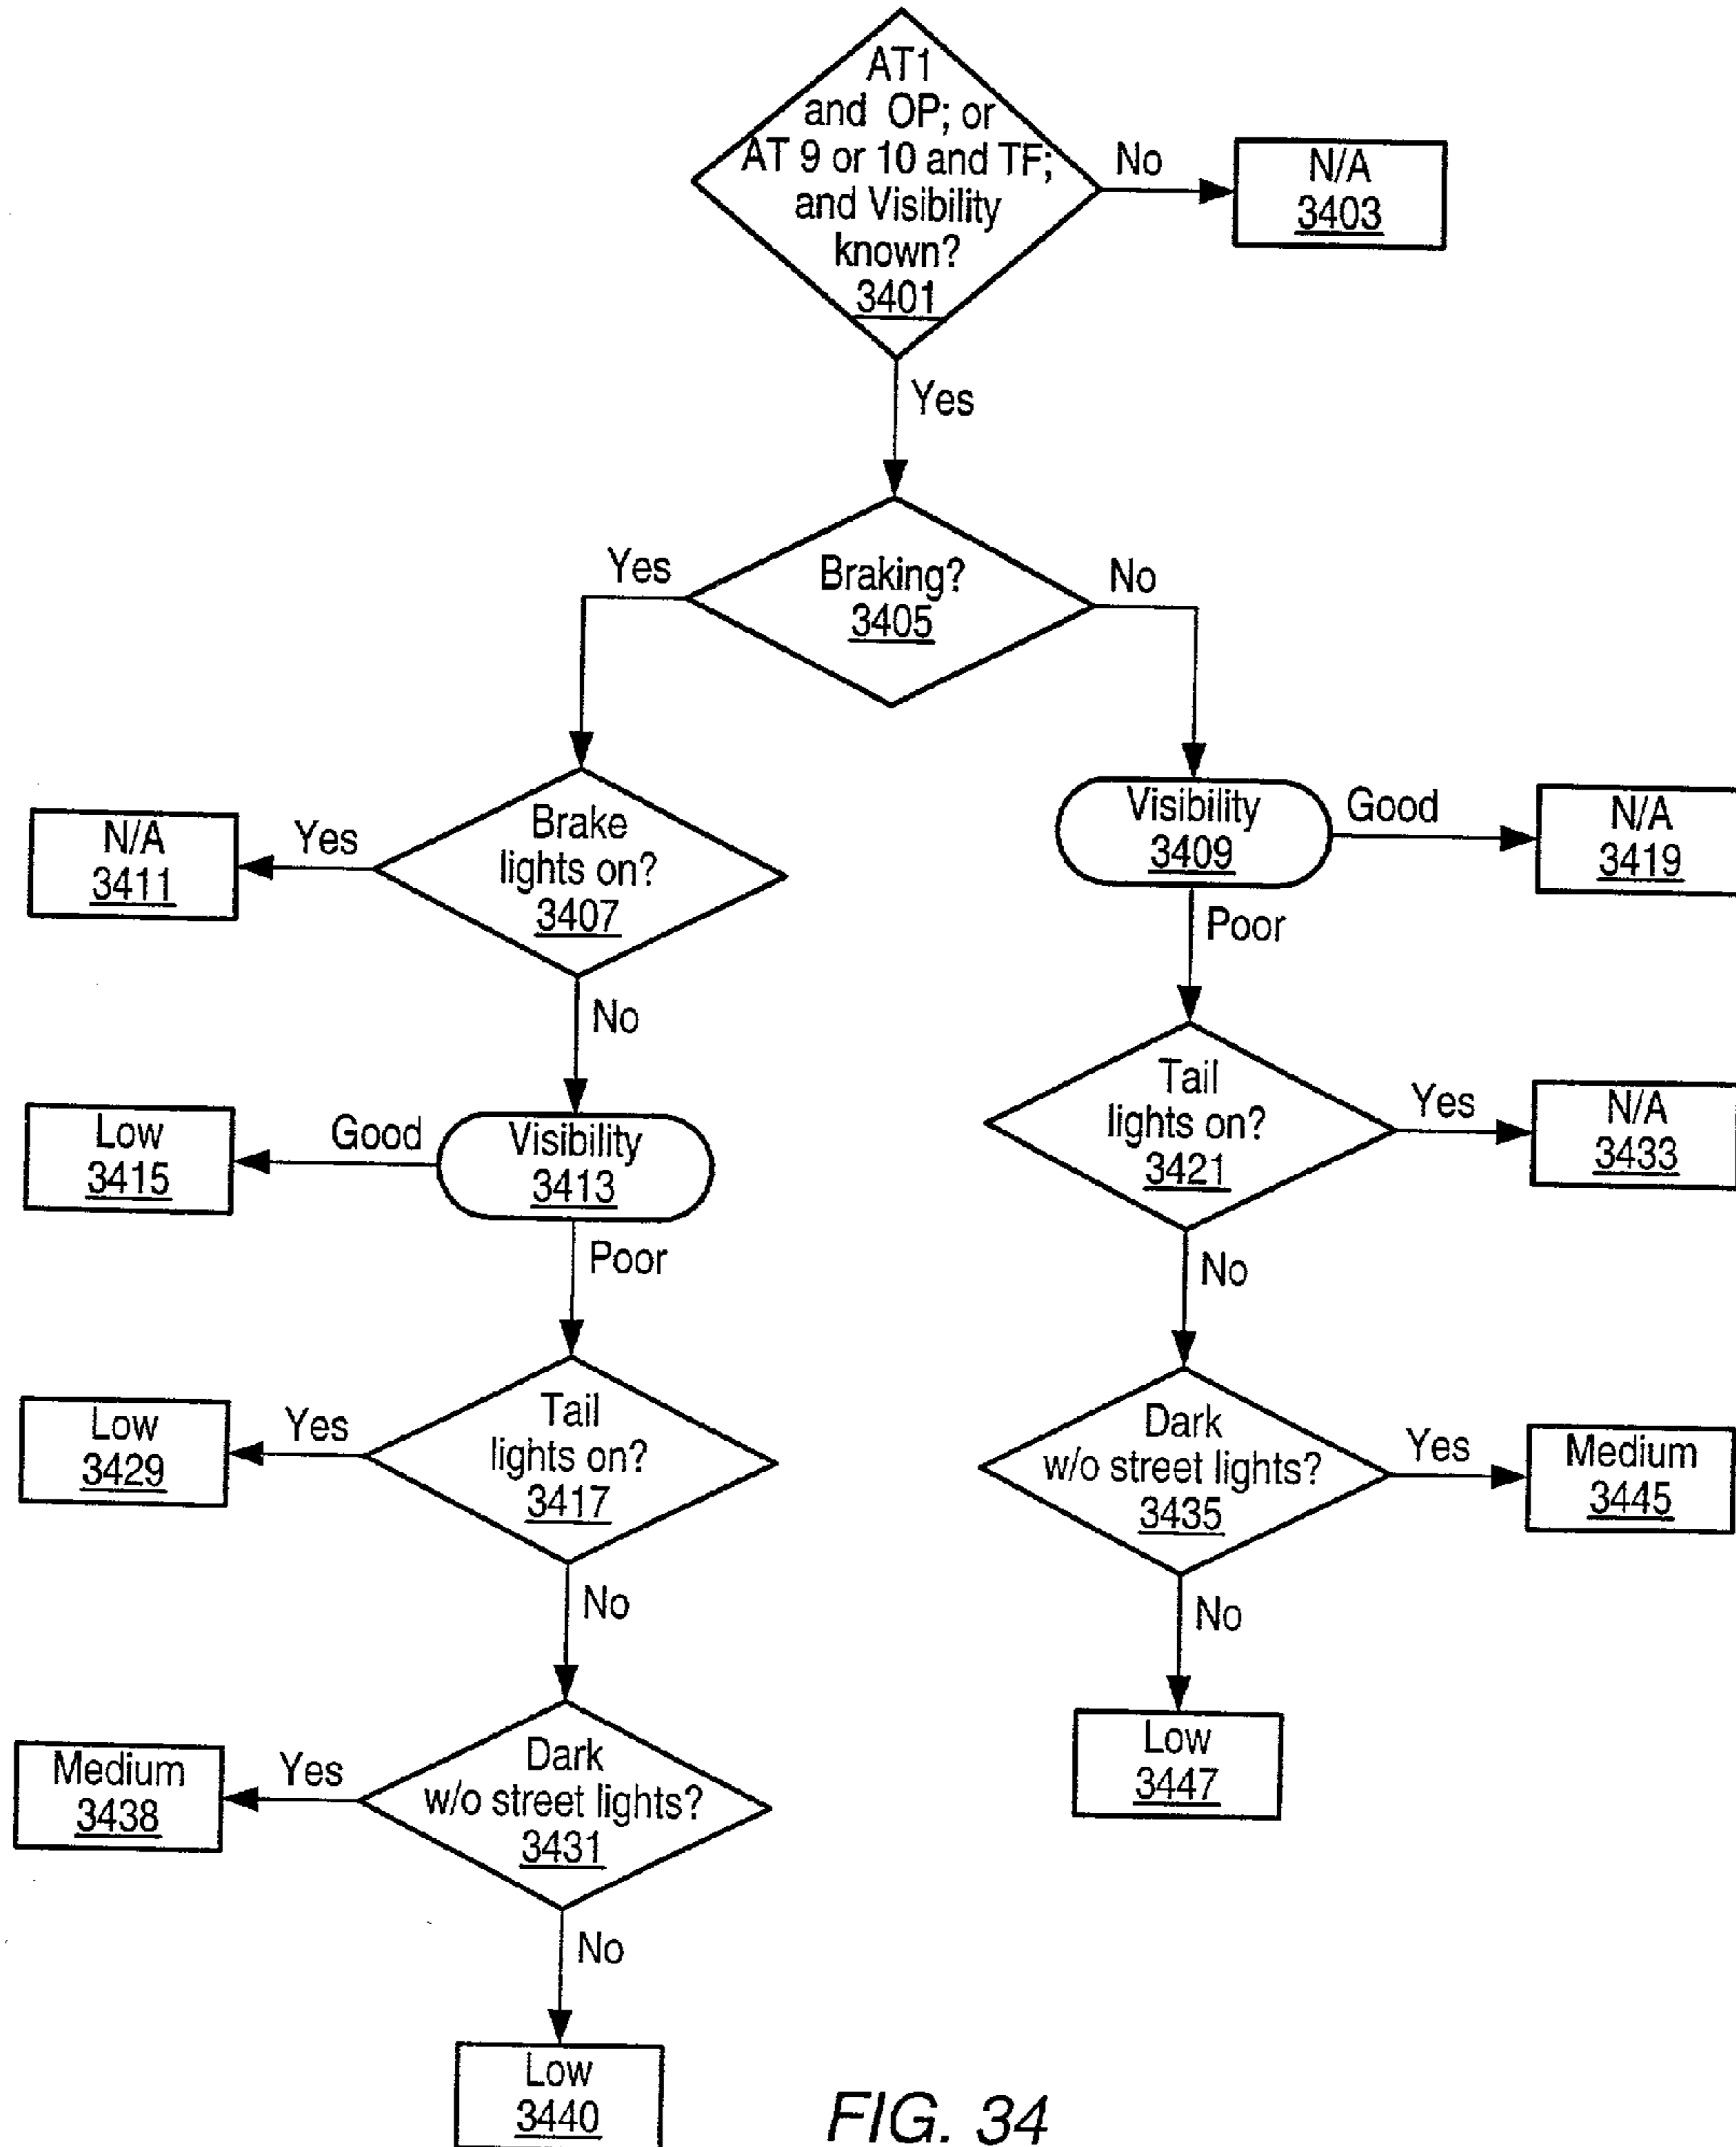 AT1
and OP; or
AT 9 or 10 and TF;
and Visibility
known?
3401
No
N/A
3403
Yes
Braking?
3405
Yes
No
Brake
lights on?
3407
Yes
N/A
3411
Visibility
3409
Good
N/A
3419
No
Poor
Visibility
3413
Good
Low
3415
Tail
lights on?
3421
Yes
N/A
3433
Poor
No
Tail
lights on?
3417
Yes
Low
3429
Dark
w/o street lights?
3435
Yes
Medium
3445
No
No
Dark
w/o street lights?
3431
Yes
Medium
3438
Low
3447
No
Low
3440
FIG. 34